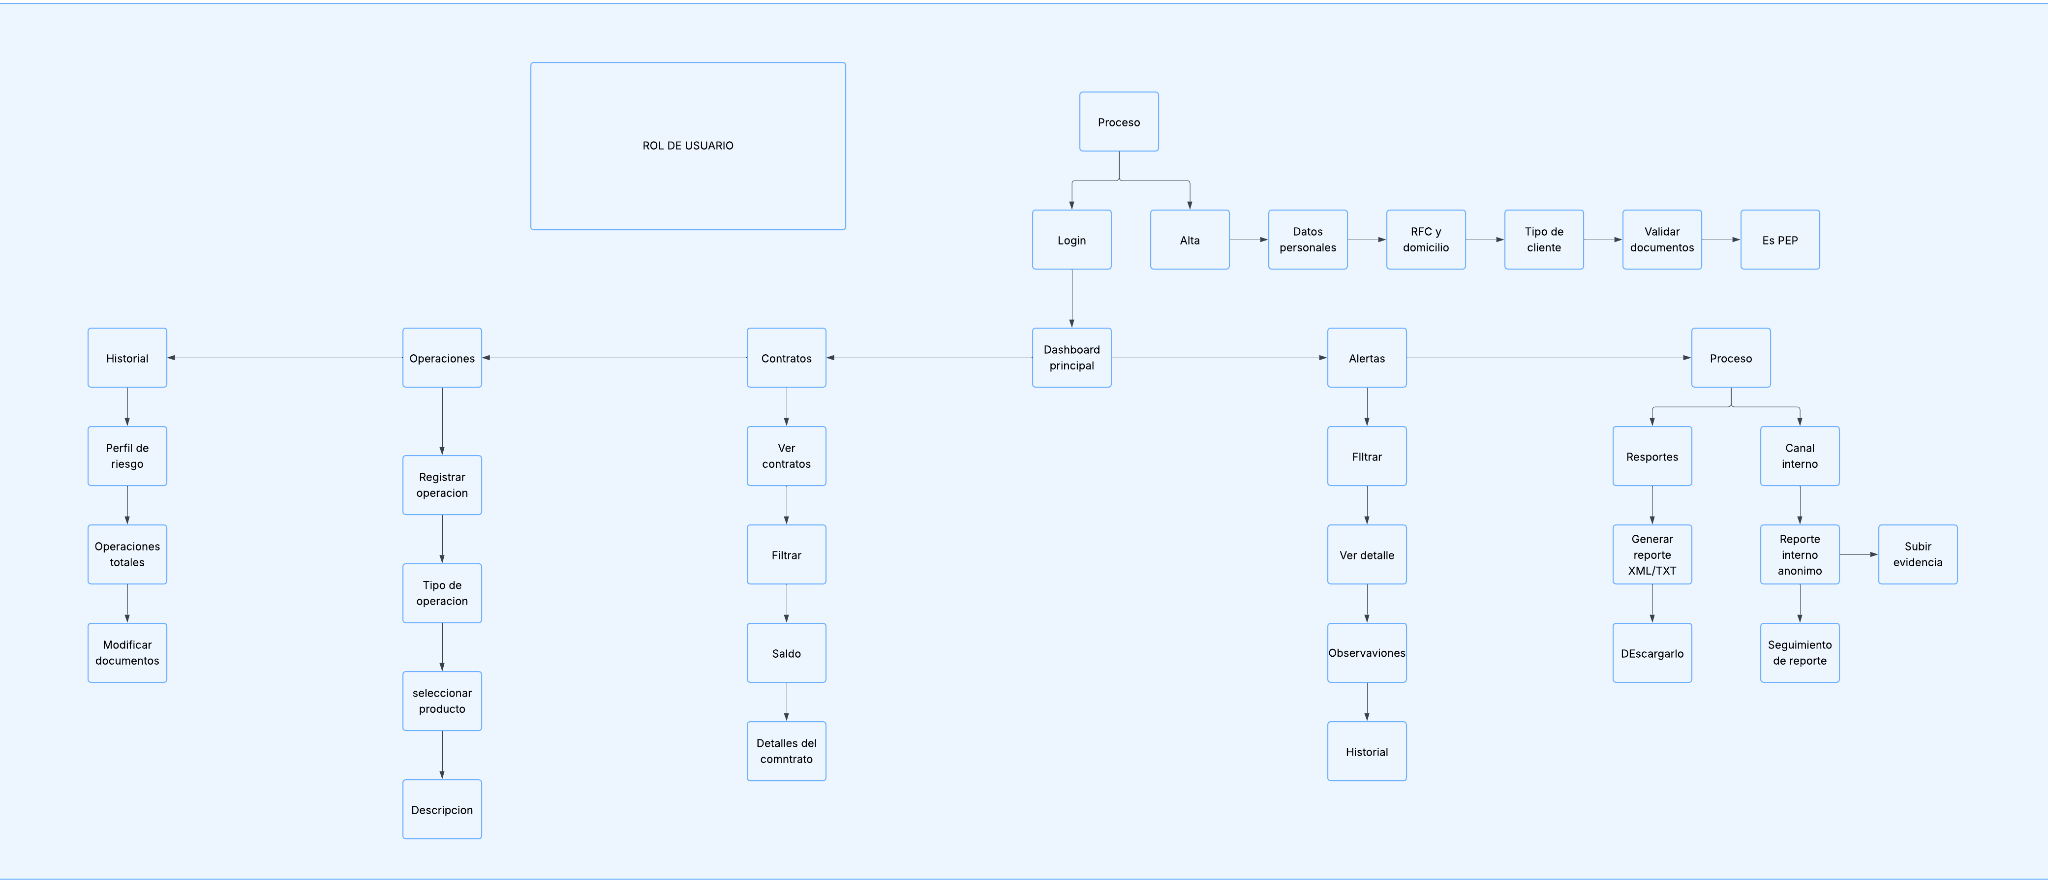 ROL DE USUARIO
Proceso
Login
Alta
Datos
personales
RFC y
domicilio
Tipo de
cliente
Validar
documentos
Es PEP
Historial
Operaciones
Contratos
Dashboard
principal
Alertas
Proceso
Perfil de
riesgo
Operaciones
totales
Modificar
documentos
Registrar
operacion
Tipo de
operacion
seleccionar
producto
Descripcion
Ver
contratos
Filtrar
Saldo
Detalles del
comntrato
FIltrar
Ver detalle
Observaviones
Historial
Resportes
Generar
reporte
XML/TXT
DEscargarlo
Canal
interno
Reporte
interno
anonimo
Subir
evidencia
Seguimiento
de reporte